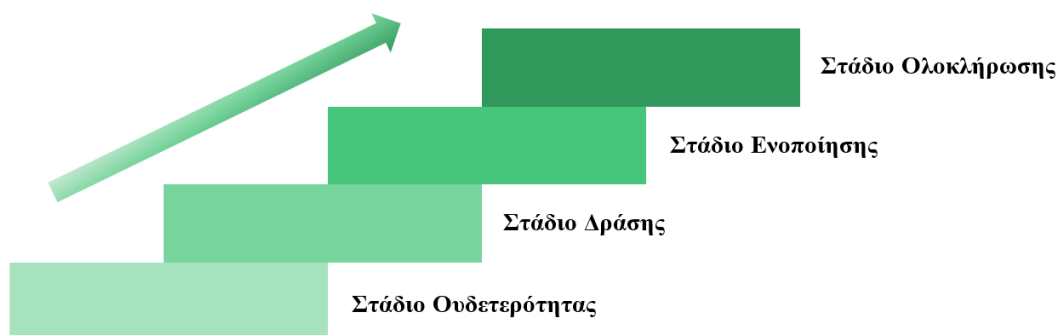 Στάδιο Ολοκλήρωσης
Στάδιο Ενοποίησης
Στάδιο Δράσης
Στάδιο Ουδετερότητας